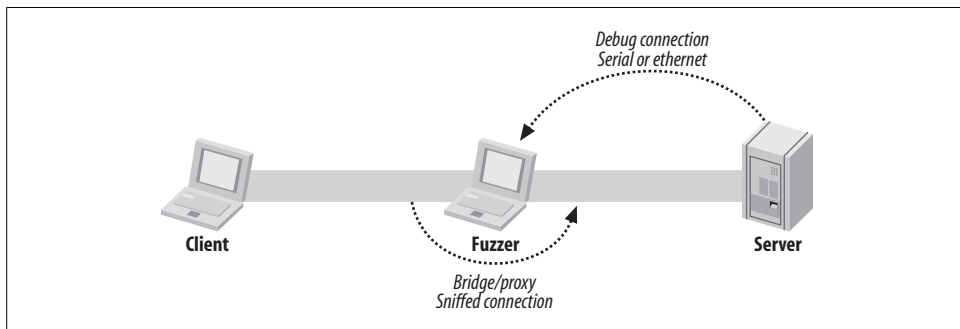 Debug connection
Serial or ethernet
Client
Fuzzer
Server
Bridge/proxy
Sniffed connection